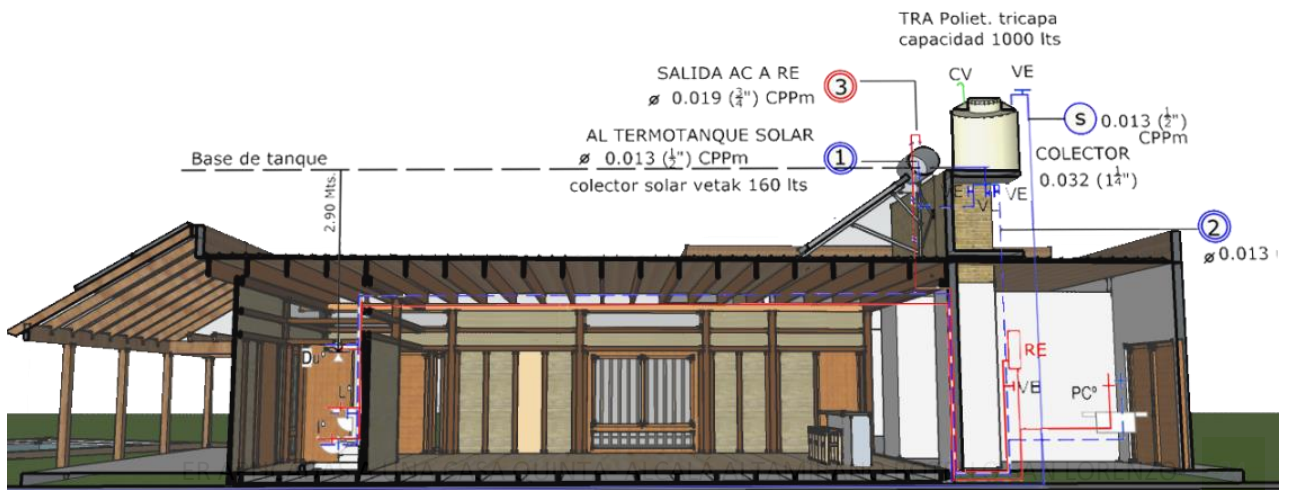 TRA Poliet. tricapa
capacidad 1000 lts
SALIDA AC A RE
ø 0.019 (¾") CPPm
3
CV
VE
AL TERMOTANQUE SOLAR
ø 0.013 (½") CPPm
1
S
0.013 (½")
CPPm
COLECTOR
0.032 (1¼")
Base de tanque
colector solar vetak 160 lts
VE
VL
VE
2.90 Mts.
2
ø 0.013
Du
L
RE
VE
PCº